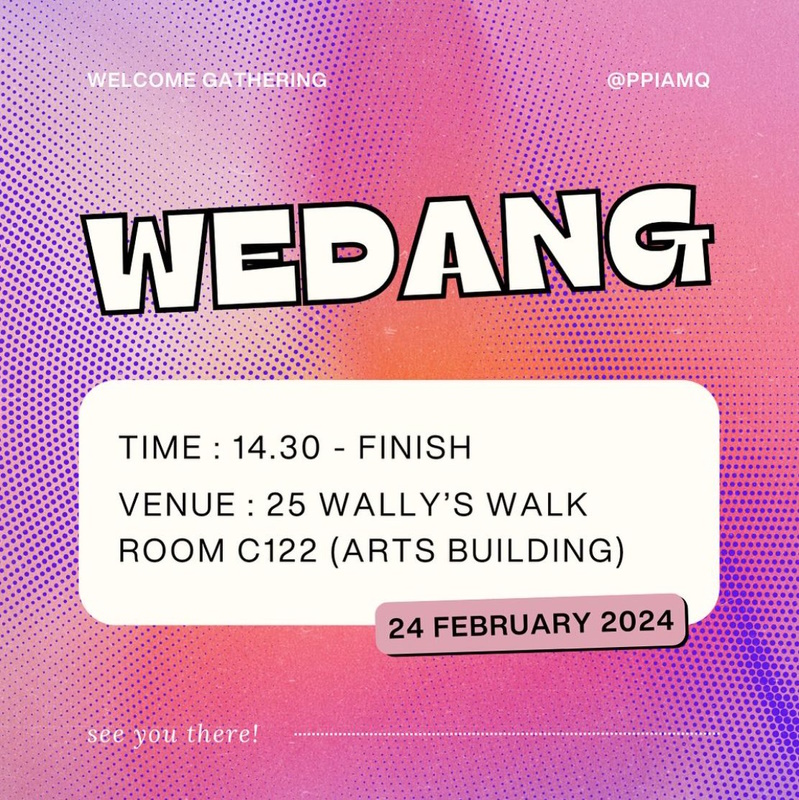 WELCOME GATHERING
@PPIAMQ
WEDANG
TIME : 14.30 - FINISH
VENUE : 25 WALLY'S WALK
ROOM C122 (ARTS BUILDING)
24 FEBRUARY 2024
see you there!